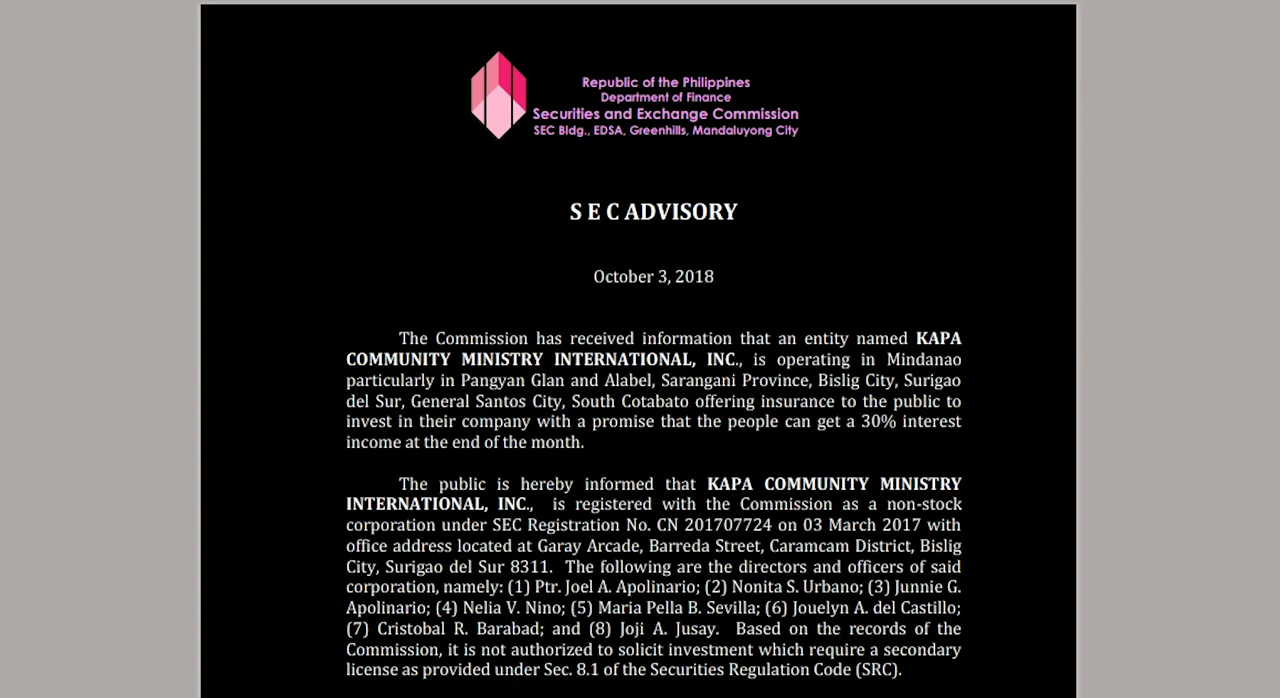 Republic of the Philippines
Department of Finance
Securities and Exchange Commission
SEC Bldg., EDSA, Greenhills, Mandaluyong City
S E C ADVISORY
October 3, 2018
The Commission has received information that an entity named KAPA
COMMUNITY MINISTRY INTERNATIONAL, INC., is operating in Mindanao
particularly in Pangyan Glan and Alabel, Sarangani Province, Bislig City, Surigao
del Sur, General Santos City, South Cotabato offering insurance to the public to
invest in their company with a promise that the people can get a 30% interest
income at the end of the month.
The public is hereby informed that KAPA COMMUNITY MINISTRY
INTERNATIONAL, INC., is registered with the Commission as a non-stock
corporation under SEC Registration No. CN 201707724 on 03 March 2017 with
office address located at Garay Arcade, Barreda Street, Caramcam District, Bislig
City, Surigao del Sur 8311. The following are the directors and officers of said
corporation, namely: (1) Ptr. Joel A. Apolinario; (2) Nonita S. Urbano; (3) Junnie G.
Apolinario; (4) Nelia V. Nino; (5) Maria Pella B. Sevilla; (6) Jouelyn A. del Castillo;
(7) Cristobal R. Barabad; and (8) Joji A. Jusay. Based on the records of the
Commission, it is not authorized to solicit investment which require a secondary
license as provided under Sec. 8.1 of the Securities Regulation Code (SRC).